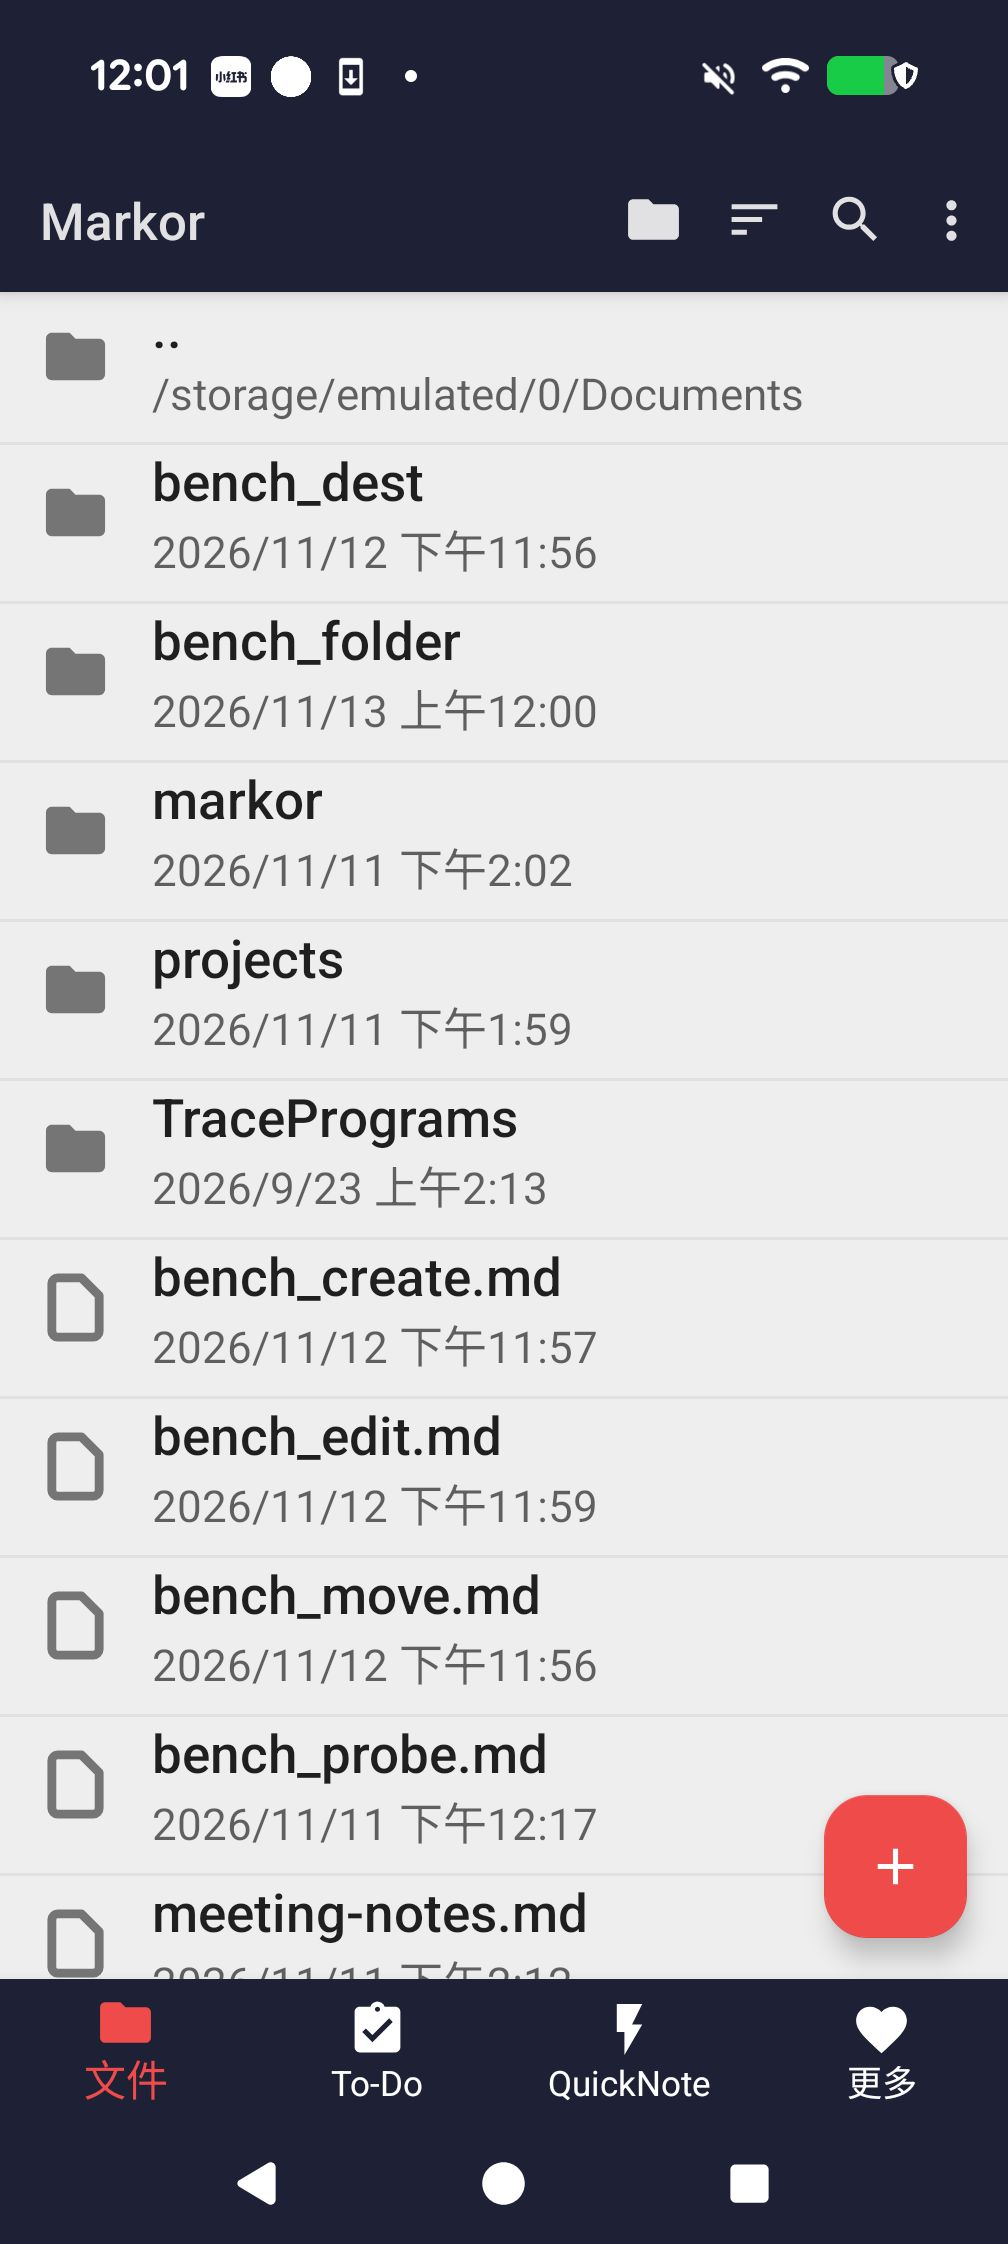 12:01 小红书
Markor
..
/storage/emulated/0/Documents
bench_dest
2026/11/12 下午11:56
bench_folder
2026/11/13 上午12:00
markor
2026/11/11 下午2:02
projects
2026/11/11 下午1:59
TracePrograms
2026/9/23 上午2:13
bench_create.md
2026/11/12 下午11:57
bench_edit.md
2026/11/12 下午11:59
bench_move.md
2026/11/12 下午11:56
bench_probe.md
2026/11/11 下午12:17
meeting-notes.md
文件
To-Do
QuickNote
更多